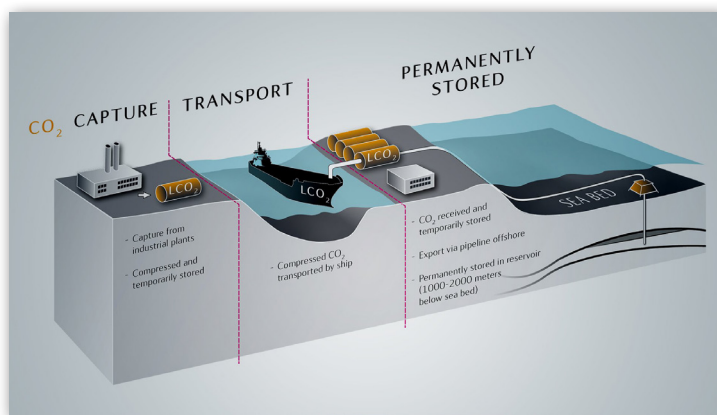 CO₂ CAPTURE
TRANSPORT
PERMANENTLY
STORED
LCO₂
LCO₂
LCO₂
SEA BED
- Capture from
industrial plants
- Compressed and
temporarily stored
- Compressed CO₂
transported by ship
- CO₂ received and
temporarily stored
- Export via pipeline offshore
- Permanently stored in reservoir
(1000-2000 meters
below sea bed)